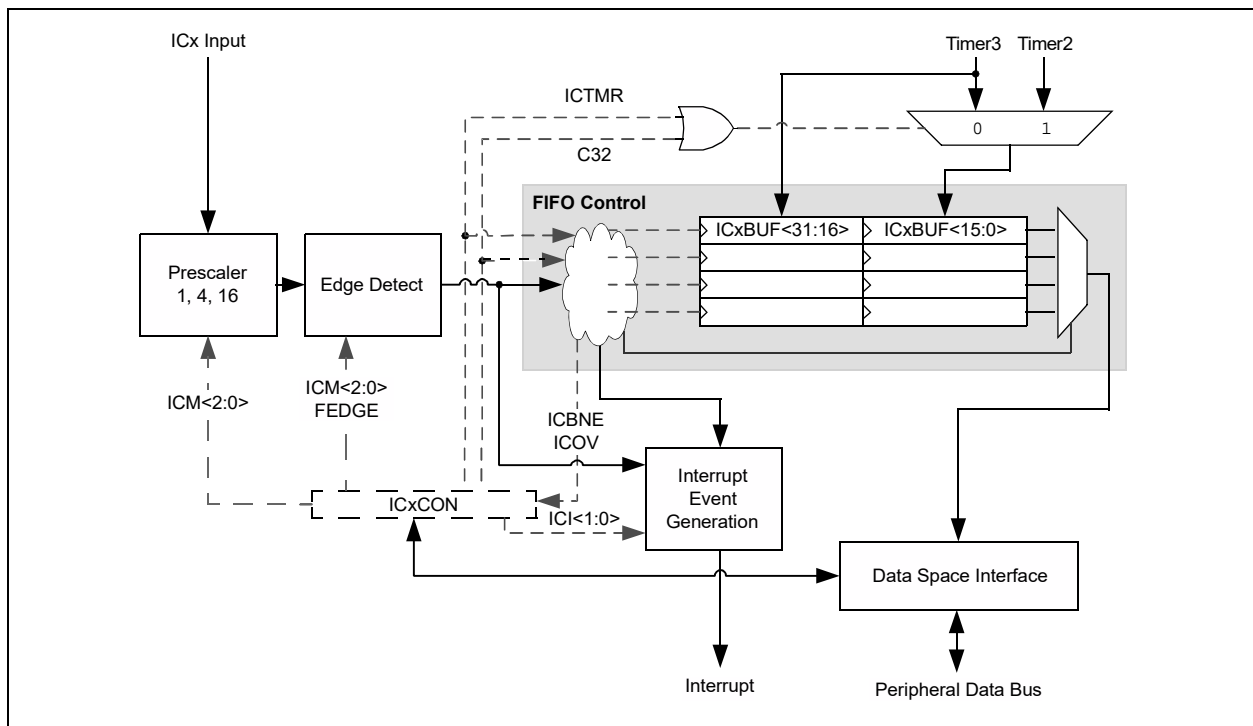 ICx Input
Timer3 Timer2
ICTMR
0 1
C32
FIFO Control
ICxBUF<31:16> ICxBUF<15:0>
Prescaler
1, 4, 16
Edge Detect
ICM<2:0>
ICM<2:0>
FEDGE
ICBNE
ICOV
Interrupt
Event
Generation
ICxCON
ICI<1:0>
Data Space Interface
Interrupt
Peripheral Data Bus